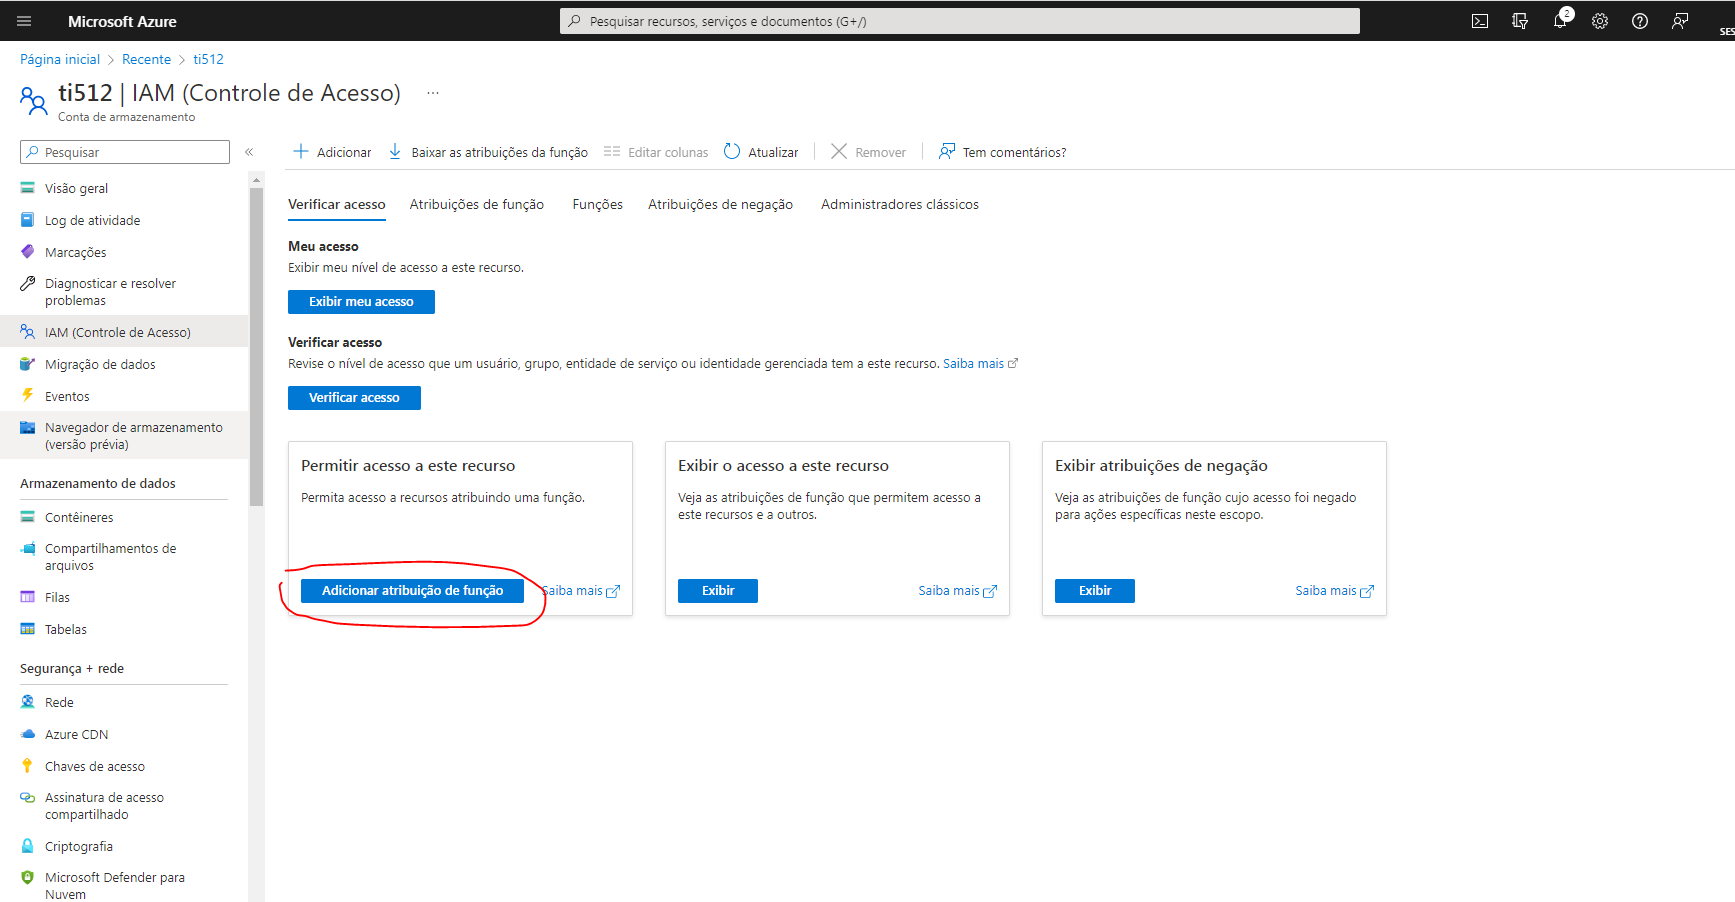 Microsoft Azure
Pesquisar recursos, serviços e documentos (G+/)
2
SES
Página inicial > Recente > ti512
ti512 | IAM (Controle de Acesso) ...
Conta de armazenamento
Pesquisar
«
Adicionar
Baixar as atribuições da função
Editar colunas
Atualizar
Remover
Tem comentários?
Visão geral
Log de atividade
Marcações
Diagnosticar e resolver
problemas
IAM (Controle de Acesso)
Migração de dados
Eventos
Navegador de armazenamento
(versão prévia)
Armazenamento de dados
Contêineres
Compartilhamentos de
arquivos
Filas
Tabelas
Segurança + rede
Rede
Azure CDN
Chaves de acesso
Assinatura de acesso
compartilhado
Criptografia
Microsoft Defender para
Nuvem
Verificar acesso
Atribuições de função
Funções
Atribuições de negação
Administradores clássicos
Meu acesso
Exibir meu nível de acesso a este recurso.
Exibir meu acesso
Verificar acesso
Revise o nível de acesso que um usuário, grupo, entidade de serviço ou identidade gerenciada tem a este recurso. Saiba mais
Verificar acesso
Permitir acesso a este recurso
Permita acesso a recursos atribuindo uma função.
Adicionar atribuição de função
Saiba mais
Exibir o acesso a este recurso
Veja as atribuições de função que permitem acesso a
este recursos e a outros.
Exibir
Saiba mais
Exibir atribuições de negação
Veja as atribuições de função cujo acesso foi negado
para ações específicas neste escopo.
Exibir
Saiba mais